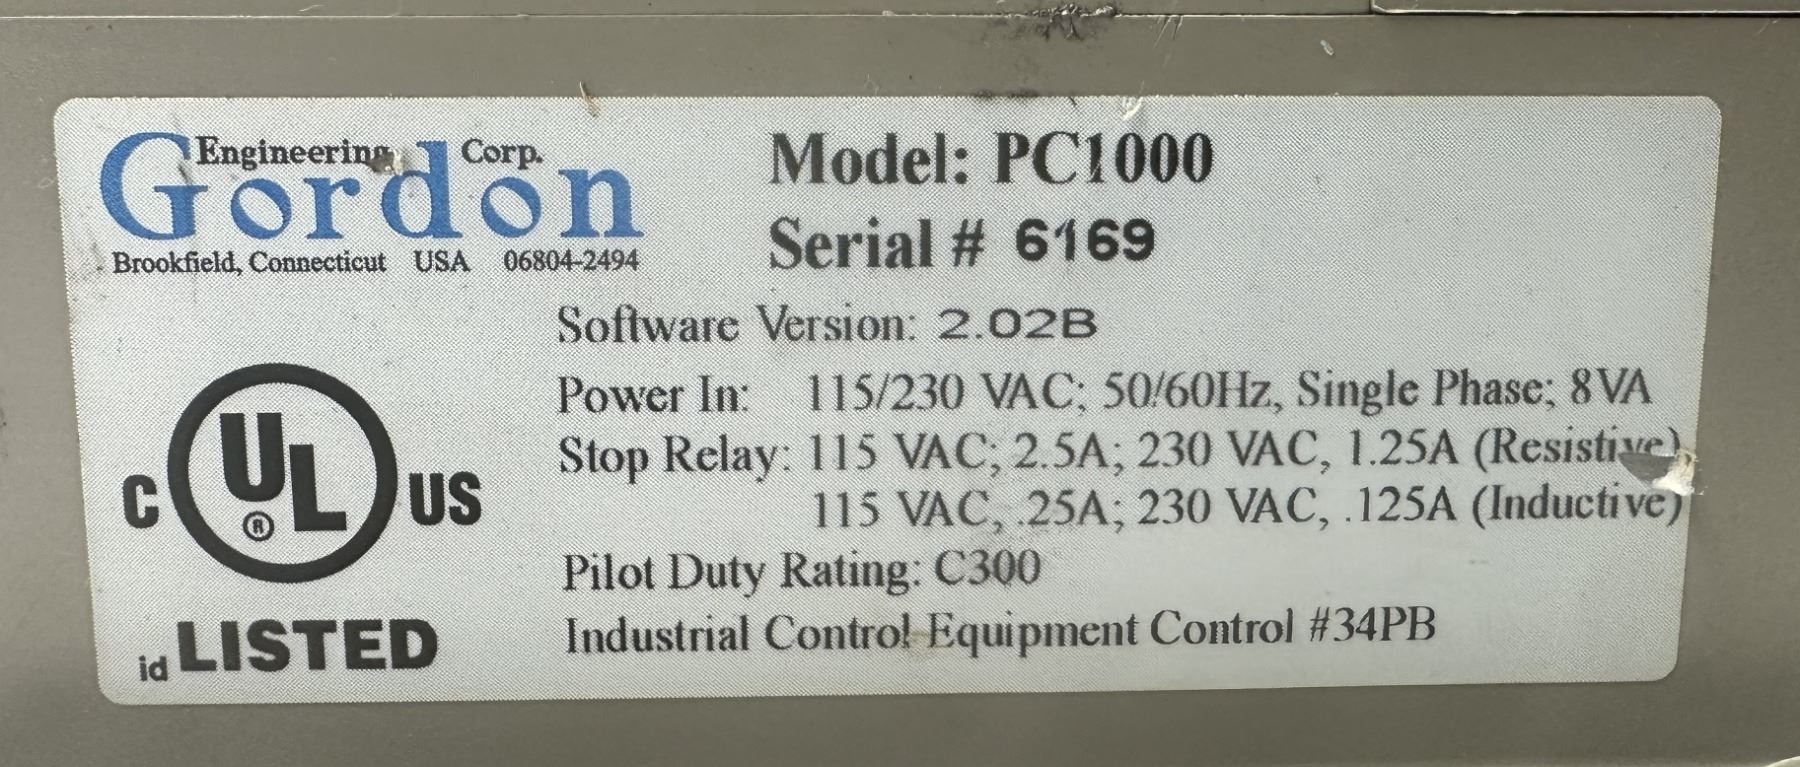 Gordon Engineering Corp.
Brookfield, Connecticut USA 06804-2494
Model: PC1000
Serial # 6169
Software Version: 2.02B
Power In: 115/230 VAC; 50/60Hz, Single Phase; 8VA
Stop Relay: 115 VAC; 2.5A; 230 VAC, 1.25A (Resistive)
115 VAC, .25A; 230 VAC, .125A (Inductive)
Pilot Duty Rating: C300
Industrial Control Equipment Control #34PB
C UL ® US
id LISTED